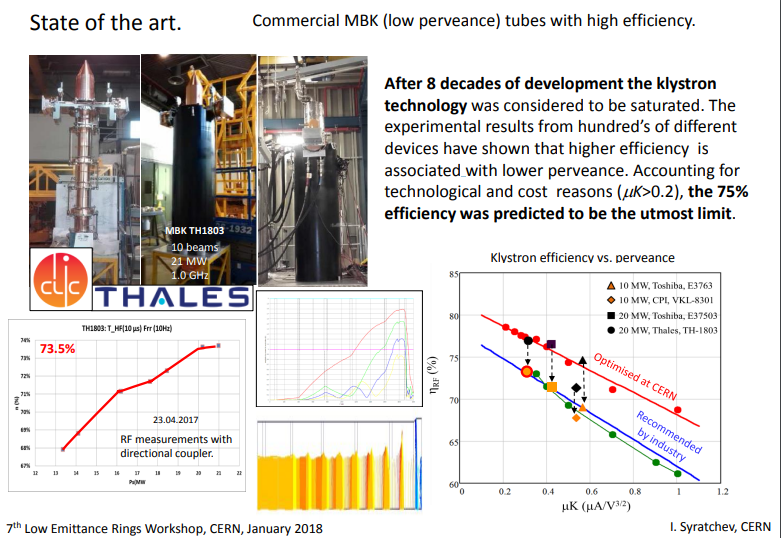 State of the art.
Commercial MBK (low perveance) tubes with high efficiency.
MBK TH1803
10 beams
21 MW
1.0 GHz
-1932
clic
THALES
After 8 decades of development the klystron
technology was considered to be saturated. The
experimental results from hundred's of different
devices have shown that higher efficiency is
associated with lower perveance. Accounting for
technological and cost reasons (μK>0.2), the 75%
efficiency was predicted to be the utmost limit.
TH1803: T_HF(10 μs) Frr (10Hz)
73.5%
74%
73%
72%
71%
70%
69%
68%
67%
η (%)
23.04.2017
RF measurements with
directional coupler.
12 13 14 15 16 17 18 19 20 21 22
Ps(MW
Klystron efficiency vs. perveance
10 MW, Toshiba, E3763
10 MW, CPI, VKL-8301
20 MW, Toshiba, E37503
20 MW, Thales, TH-1803
85
80
75
70
65
60
ηRF (%)
Optimised at CERN
Recommended
by industry
0 0.2 0.4 0.6 0.8 1 1.2
μK (μA/V3/2)
7th Low Emittance Rings Workshop, CERN, January 2018
I. Syratchev, CERN